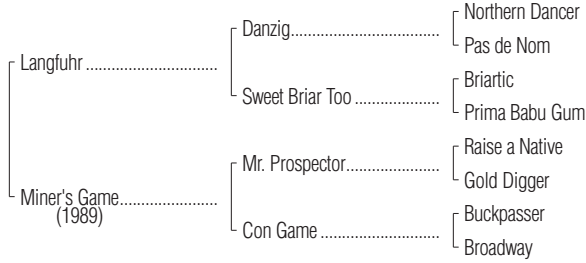 Northern Dancer
Danzig
Pas de Nom
Langfuhr
Briartic
Sweet Briar Too
Prima Babu Gum
Raise a Native
Mr. Prospector
Gold Digger
Miner's Game
(1989)
Buckpasser
Con Game
Broadway